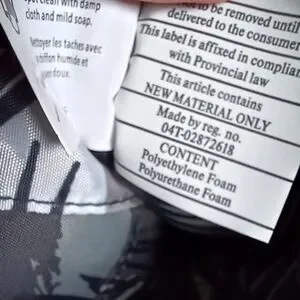 spot clean with damp
cloth and mild soap.
Nettoyer les taches avec
chiffon humide et
doux.
Not to be removed until
delivered to the consumer
This label is affixed in complian
with Provincial law
This article contains
NEW MATERIAL ONLY
Made by reg. no.
04T-02872618
CONTENT
Polyethylene Foam
Polyurethane Foam